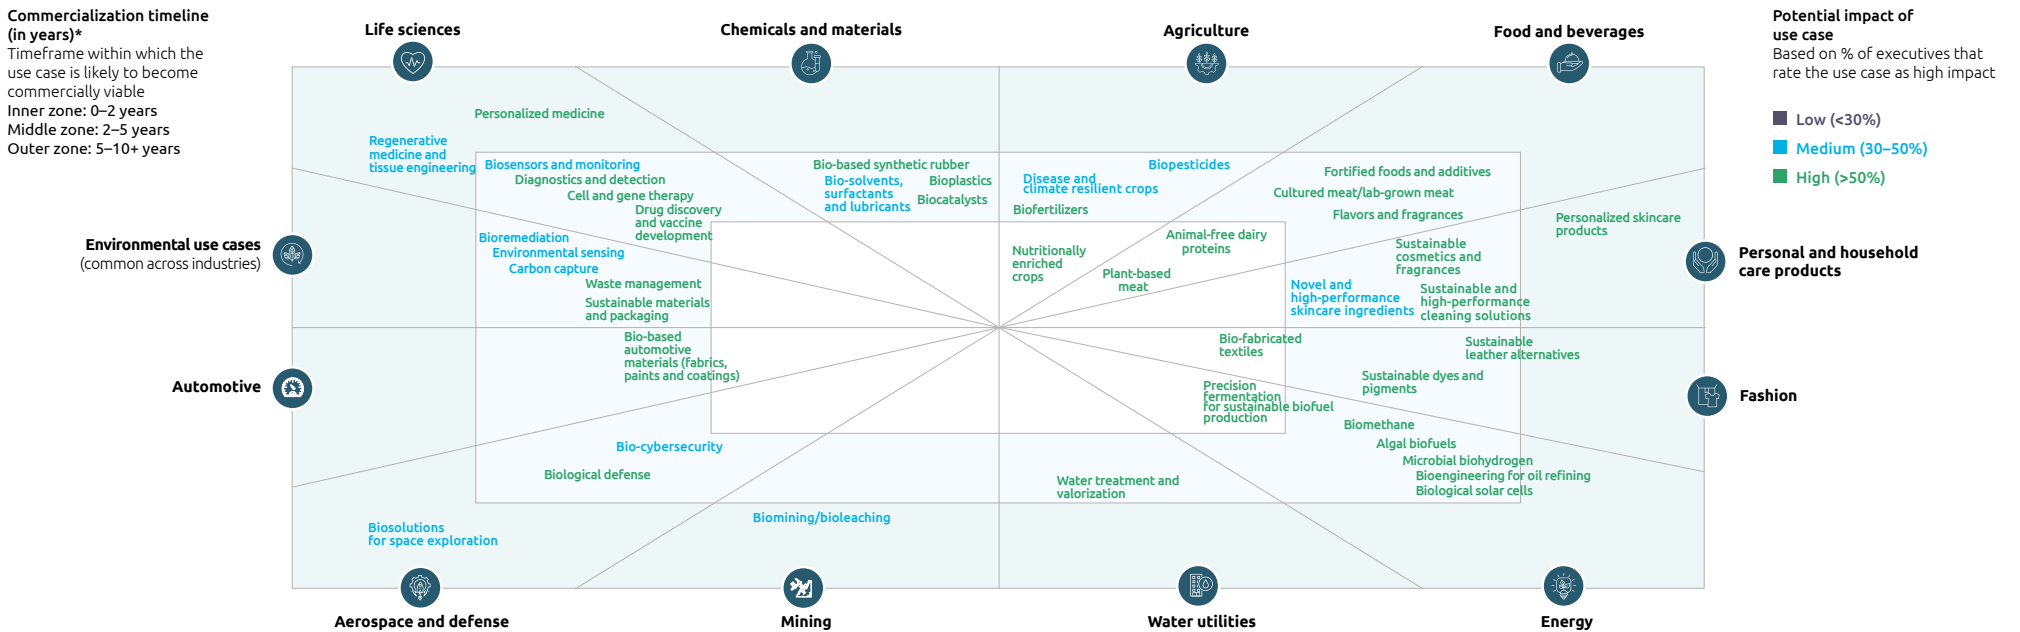 Commercialization timeline
(in years)*
Timeframe within which the
use case is likely to become
commercially viable
Inner zone: 0–2 years
Middle zone: 2–5 years
Outer zone: 5–10+ years
Life sciences
Chemicals and materials
Agriculture
Food and beverages
Potential impact of
use case
Based on % of executives that
rate the use case as high impact
Low (<30%)
Medium (30–50%)
High (>50%)
Personalized medicine
Regenerative
medicine and
tissue engineering
Biosensors and monitoring
Diagnostics and detection
Cell and gene therapy
Drug discovery
and vaccine
development
Bio-based synthetic rubber
Bio-solvents,
surfactants
and lubricants
Bioplastics
Biocatalysts
Biopesticides
Disease and
climate resilient crops
Biofertilizers
Nutritionally
enriched
crops
Animal-free dairy
proteins
Plant-based
meat
Fortified foods and additives
Cultured meat/lab-grown meat
Flavors and fragrances
Personalized skincare
products
Sustainable
cosmetics and
fragrances
Novel and
high-performance
skincare ingredients
Sustainable and
high-performance
cleaning solutions
Personal and household
care products
Environmental use cases
(common across industries)
Bioremediation
Environmental sensing
Carbon capture
Waste management
Sustainable materials
and packaging
Automotive
Bio-based
automotive
materials (fabrics,
paints and coatings)
Bio-fabricated
textiles
Sustainable
leather alternatives
Sustainable dyes and
pigments
Fashion
Precision
fermentation
for sustainable biofuel
production
Biomethane
Algal biofuels
Microbial biohydrogen
Bioengineering for oil refining
Biological solar cells
Bio-cybersecurity
Biological defense
Biosolutions
for space exploration
Biomining/bioleaching
Water treatment and
valorization
Aerospace and defense
Mining
Water utilities
Energy